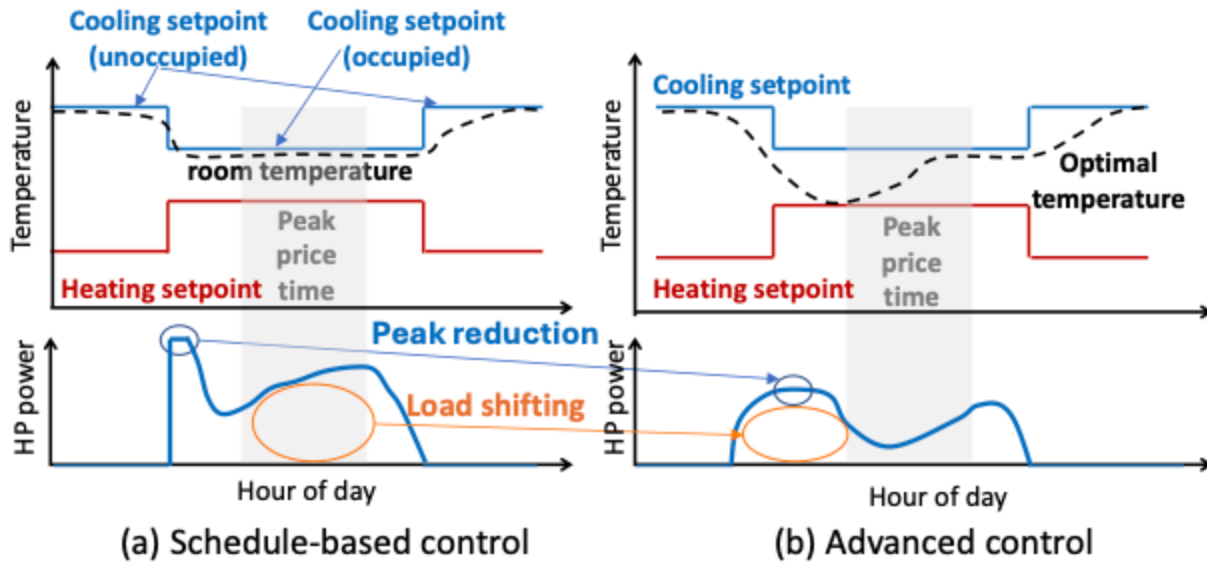 Cooling setpoint
(unoccupied)
Cooling setpoint
(occupied)
Temperature
room temperature
Peak
price
time
Heating setpoint
HP power
Hour of day
(a) Schedule-based control
Peak reduction
Load shifting
Temperature
Cooling setpoint
Optimal
temperature
Peak
price
time
Heating setpoint
HP power
Hour of day
(b) Advanced control